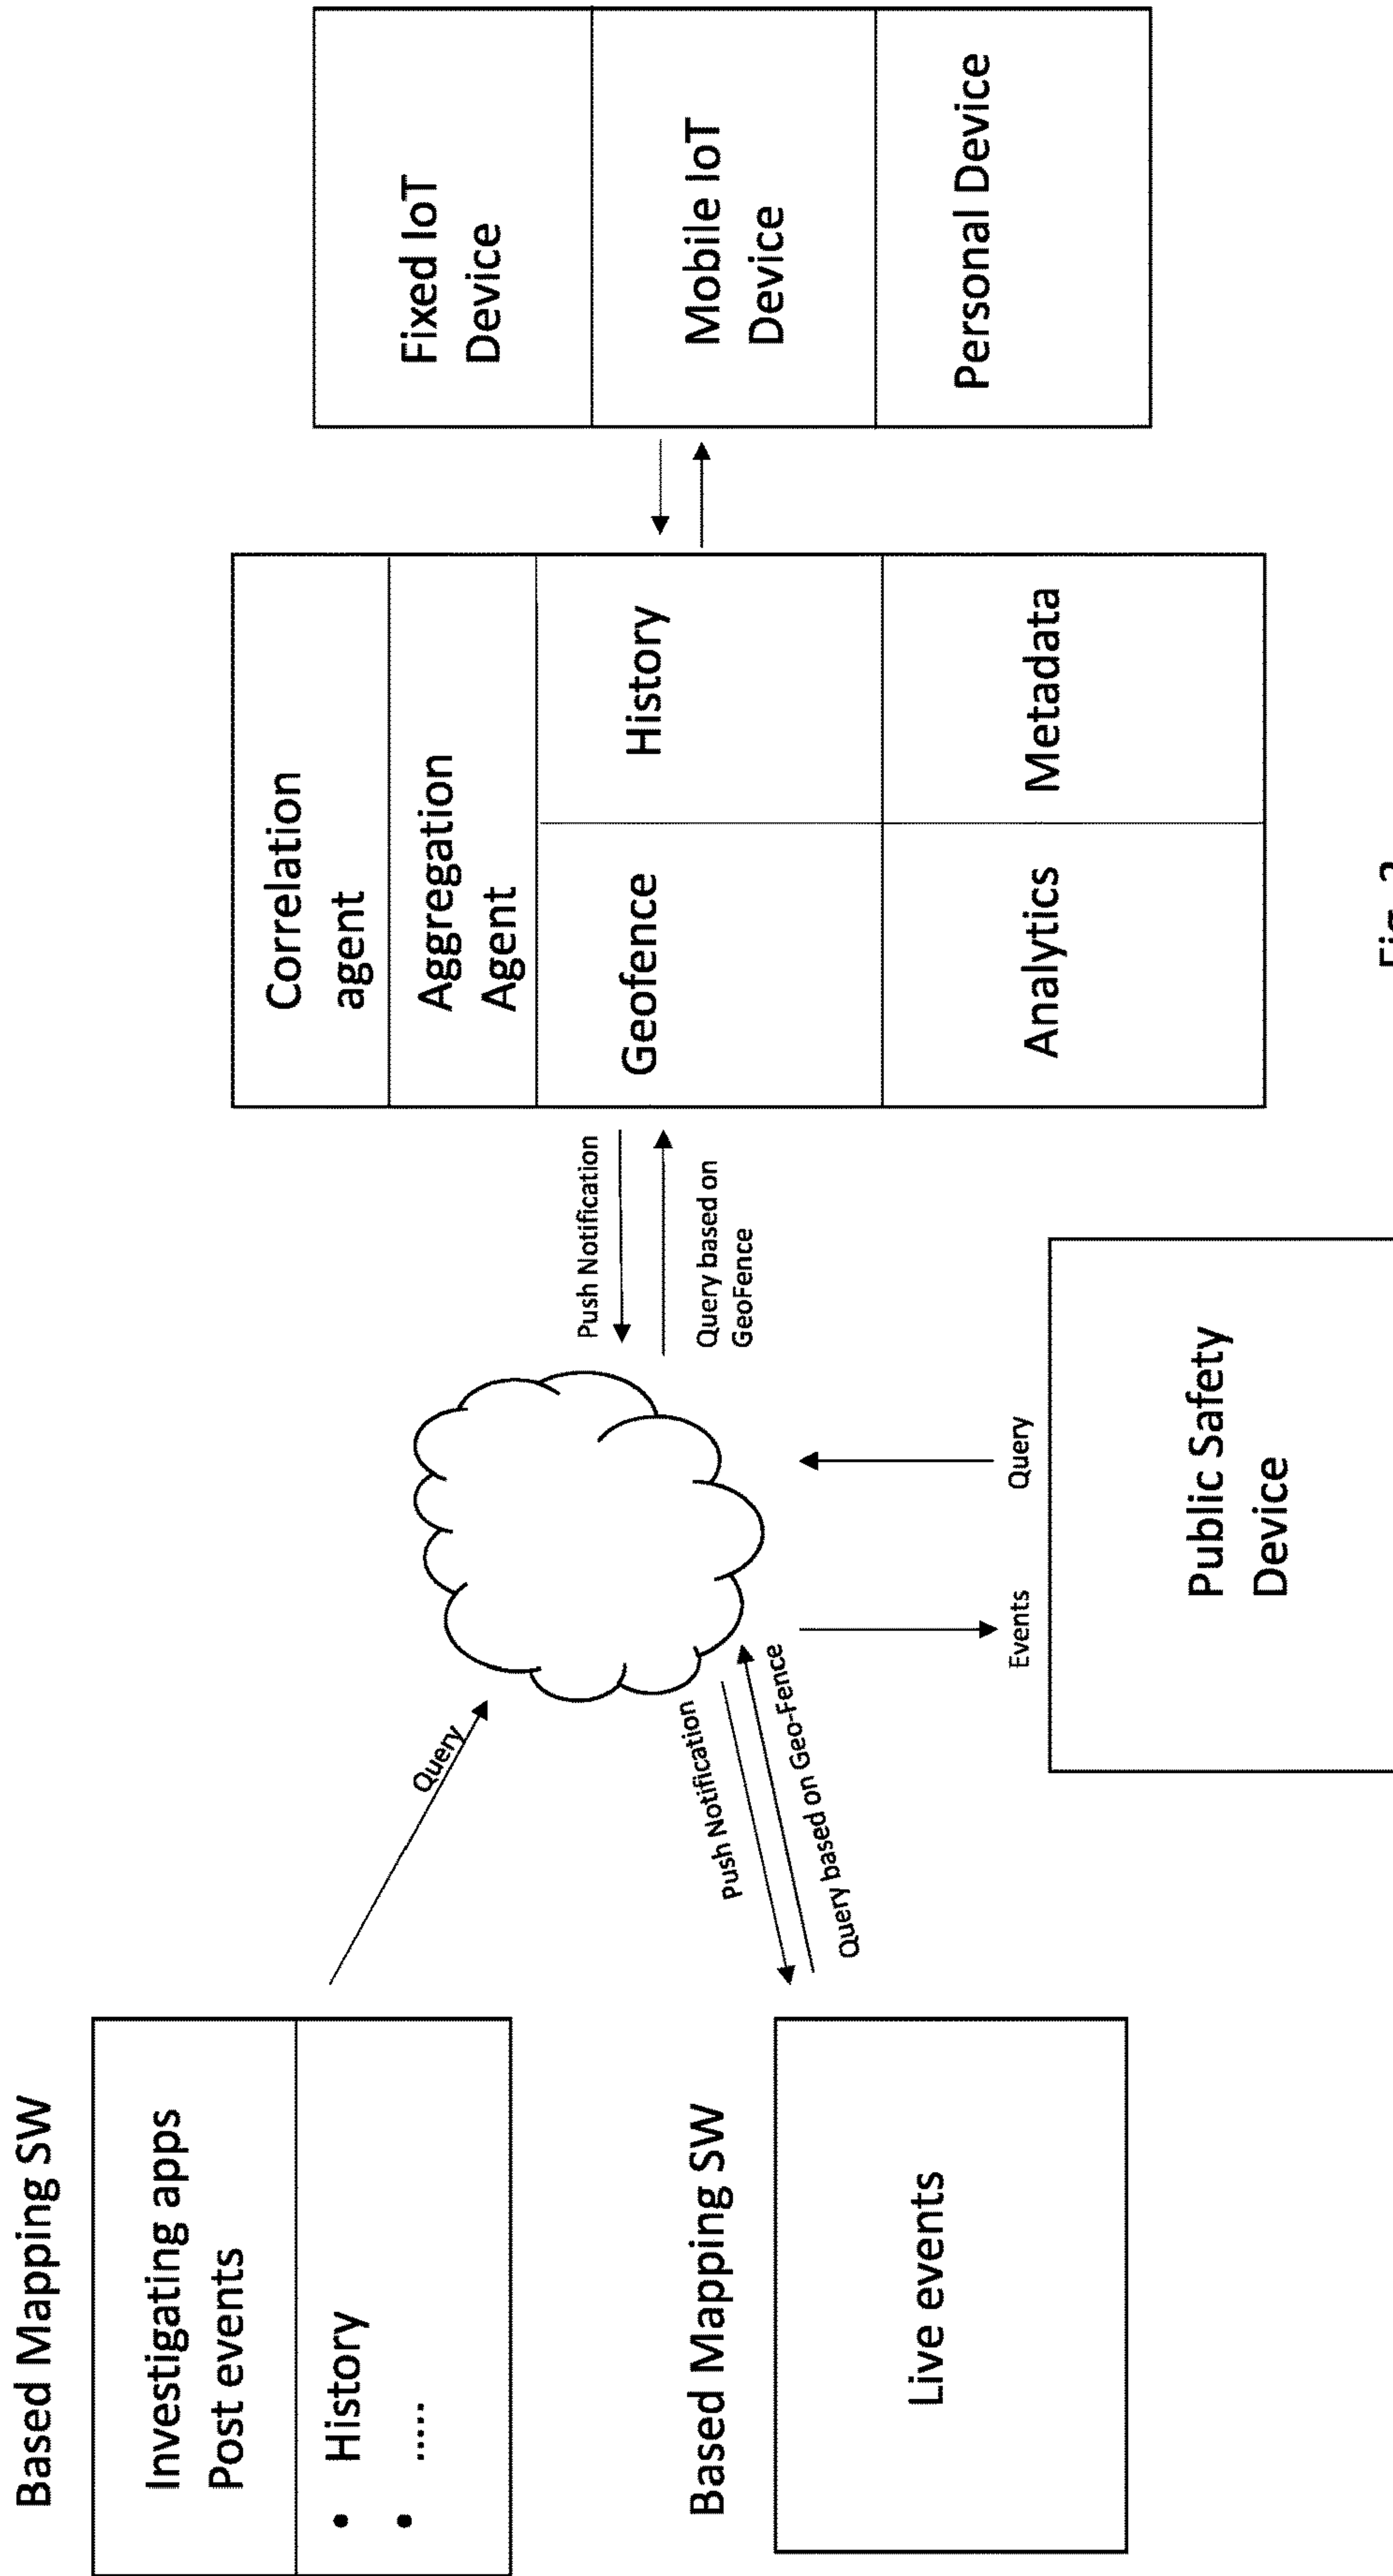 Based Mapping SW
Investigating apps
Post events
• History
• .....
Based Mapping SW
Live events
Query
Push Notification
Query based on Geo-Fence
Events
Query
Public Safety
Device
Push Notification
Query based on
GeoFence
Correlation
agent
Aggregation
Agent
Geofence
History
Analytics
Metadata
Fixed IoT
Device
Mobile IoT
Device
Personal Device